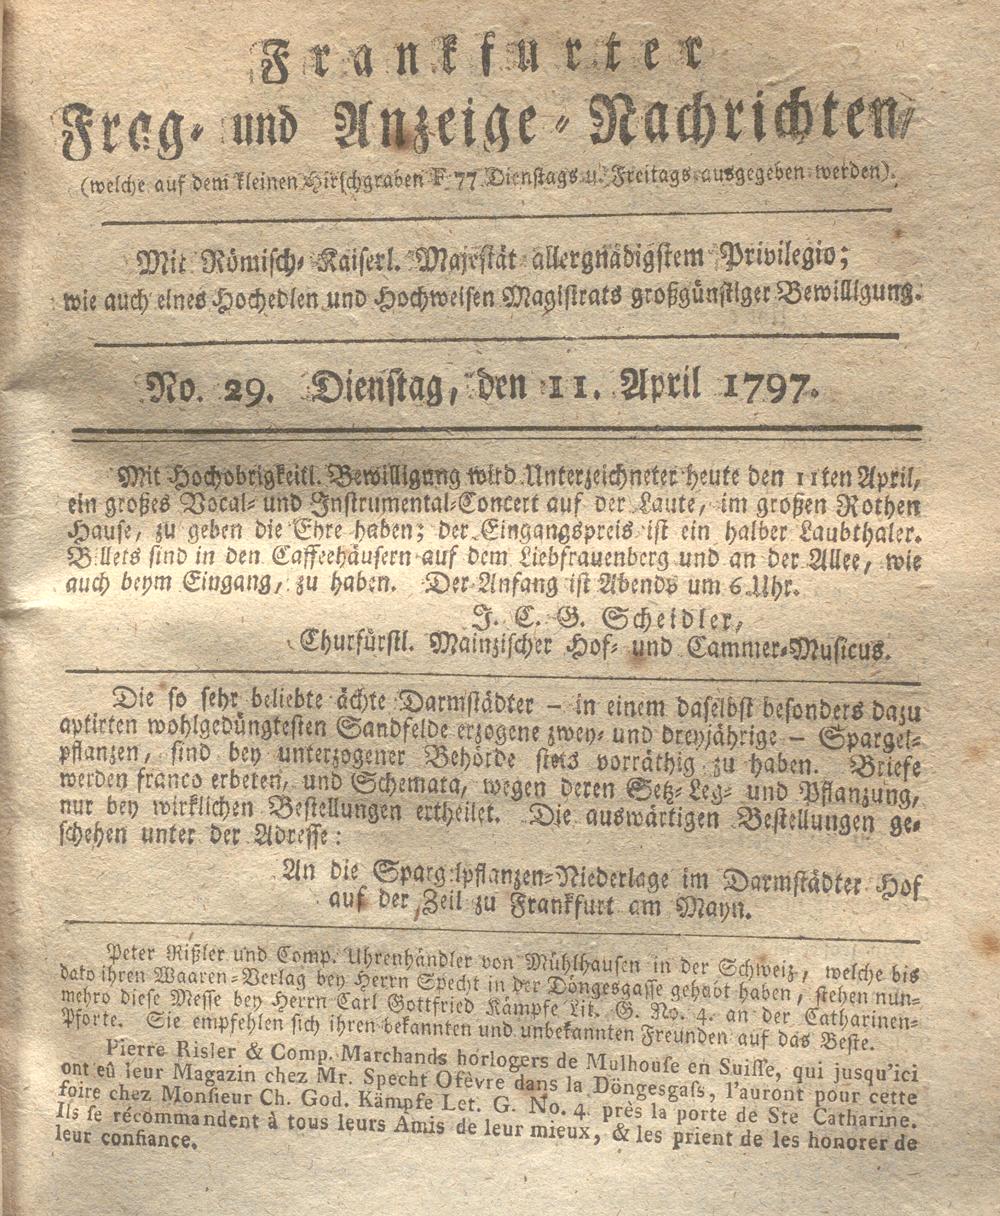 Frankfurter
Frag- und Anzeige-Nachrichten,
(welche auf dem kleinen Hirschgraben F 77 Dienstags u. Freitags ausgegeben werden).
Mit Römisch-Kaiserl. Majestät allergnädigstem Privilegio;
wie auch eines Hochedlen und Hochweisen Magistrats großgünstiger Bewilligung.
No. 29. Dienstag, den 11. April 1797.
Mit Hochobrigkeitl. Bewilligung wird Unterzeichneter heute den 11ten April,
ein großes Vocal- und Instrumental-Concert auf der Laute, im großen Rothen
Hause, zu geben die Ehre haben; der Eingangspreis ist ein halber Laubthaler.
Billets sind in den Caffeehäusern auf dem Liebfrauenberg und an der Allee, wie
auch beym Eingang, zu haben. Der Anfang ist Abends um 6 Uhr.
J. C. G. Scheidler,
Churfürstl. Mainzischer Hof- und Cammer-Musicus.
Die so sehr beliebte ächte Darmstädter – in einem daselbst besonders dazu
aptirten wohlgedüngtesten Sandfelde erzogene zwey- und dreyjährige – Spargel-
pflanzen, sind bey unterzogener Behörde stets vorräthig zu haben. Briefe
werden franco erbeten, und Schemata, wegen deren Setz- Leg- und Pflanzung,
nur bey wirklichen Bestellungen ertheilet. Die auswärtigen Bestellungen ge-
schehen unter der Adresse:
An die Spargelpflanzen-Niederlage im Darmstädter Hof
auf der Zeil zu Frankfurt am Mayn.
Peter Rißler und Comp. Uhrenhändler von Mühlhausen in der Schweiz, welche bis
dato ihren Waaren-Verlag bey Herrn Specht in der Döngesgasse gehabt haben, stehen nun-
mehro diese Messe bey Herrn Carl Gottfried Kämpfe Lit. G. No. 4. an der Catharinen-
Pforte. Sie empfehlen sich ihren bekannten und unbekannten Freunden auf das Beste.
Pierre Risler & Comp. Marchands horlogers de Mulhouſe en Suiſſe, qui jusqu'ici
ont eû leur Magazin chez Mr. Specht Ofèvre dans la Döngesgaſs, l'auront pour cette
foire chez Monſieur Ch. God. Kämpfe Let. G. No. 4. près la porte de Ste Catharine.
Ils ſe récommandent à tous leurs Amis de leur mieux, & les prient de les honorer de
leur confiance.